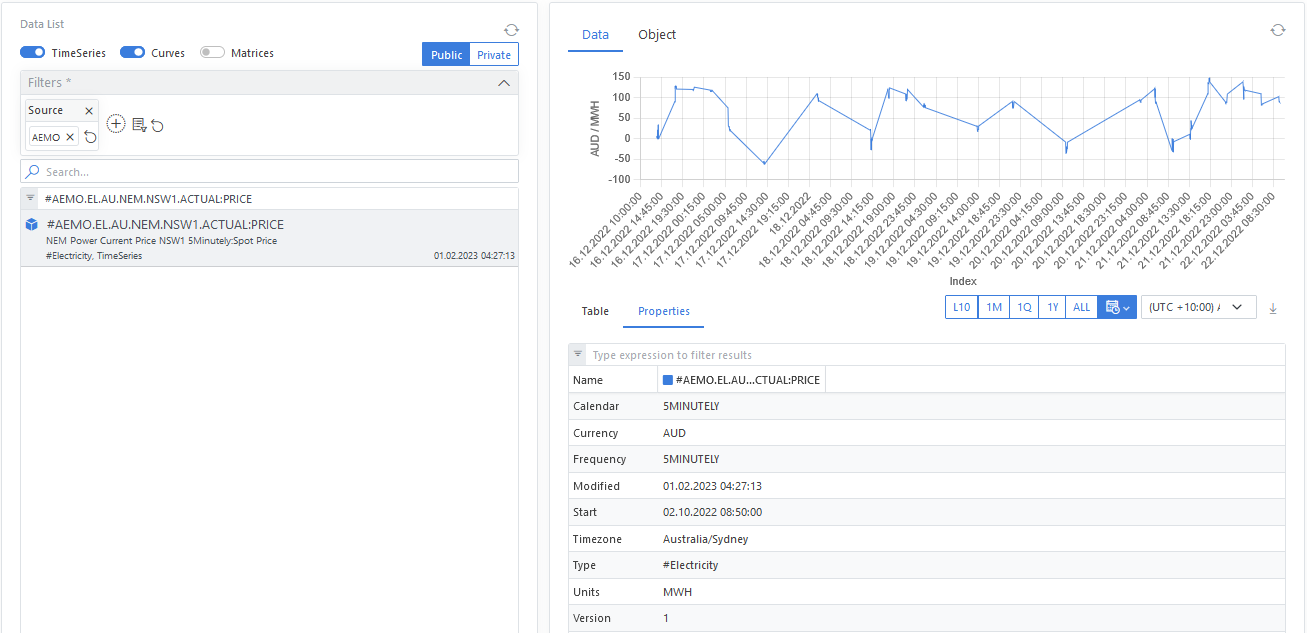 Data List
TimeSeries Curves Matrices
Public Private
Filters *
Source
AEMO
Search...
#AEMO.EL.AU.NEM.NSW1.ACTUAL:PRICE
#AEMO.EL.AU.NEM.NSW1.ACTUAL:PRICE
NEM Power Current Price NSW1 5Minutely:Spot Price
#Electricity, TimeSeries 01.02.2023 04:27:13
Data Object
AUD / MWH
150
100
50
0
-50
-100
16.12.2022 10:00:00
16.12.2022 14:45:00
16.12.2022 19:30:00
17.12.2022 00:15:00
17.12.2022 05:00:00
17.12.2022 09:45:00
17.12.2022 14:30:00
17.12.2022 19:15:00
18.12.2022
18.12.2022 04:45:00
18.12.2022 09:30:00
18.12.2022 14:15:00
18.12.2022 19:00:00
18.12.2022 23:45:00
19.12.2022 04:30:00
19.12.2022 09:15:00
19.12.2022 14:00:00
19.12.2022 18:45:00
19.12.2022 23:30:00
20.12.2022 04:15:00
20.12.2022 09:00:00
20.12.2022 13:45:00
20.12.2022 18:30:00
20.12.2022 23:15:00
21.12.2022 04:00:00
21.12.2022 08:45:00
21.12.2022 13:30:00
21.12.2022 18:15:00
21.12.2022 23:00:00
22.12.2022 03:45:00
22.12.2022 08:30:00
Index
Table Properties
L10 1M 1Q 1Y ALL (UTC +10:00)
Type expression to filter results
Name #AEMO.EL.AU...CTUAL:PRICE
Calendar 5MINUTELY
Currency AUD
Frequency 5MINUTELY
Modified 01.02.2023 04:27:13
Start 02.10.2022 08:50:00
Timezone Australia/Sydney
Type #Electricity
Units MWH
Version 1